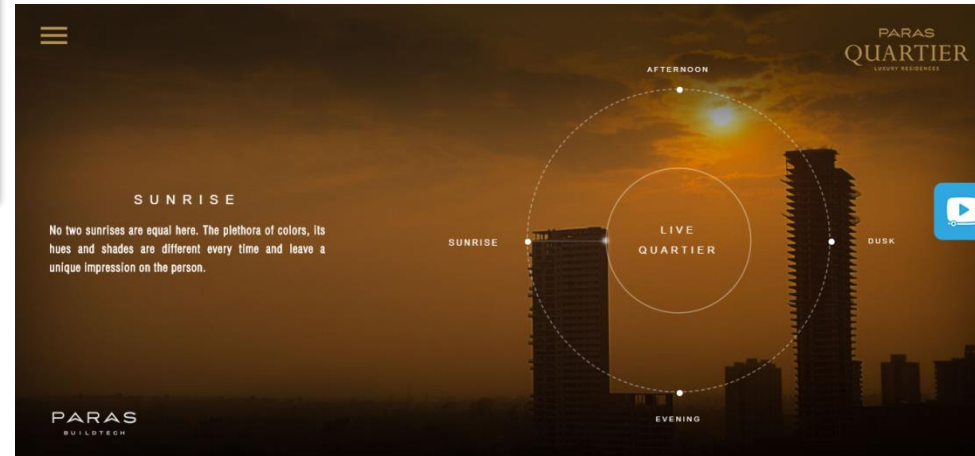 PARAS
QUARTIER
LUXURY RESIDENCES
AFTERNOON
SUNRISE
No two sunrises are equal here. The plethora of colors, its
hues and shades are different every time and leave a
unique impression on the person.
SUNRISE
LIVE
QUARTIER
DUSK
EVENING
PARAS
BUILDTECH